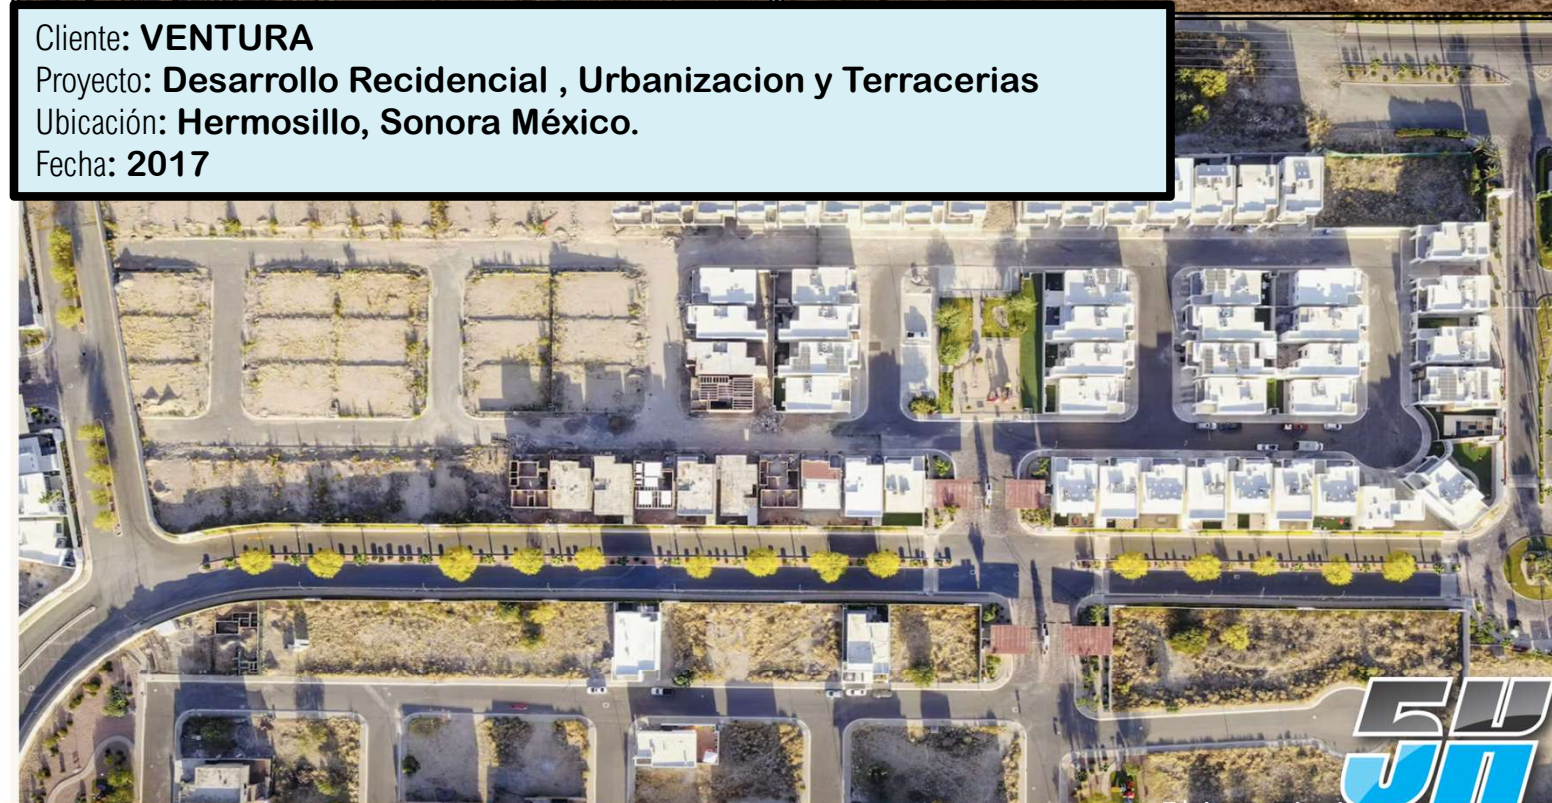 Cliente: VENTURA
Proyecto: Desarrollo Recidencial , Urbanizacion y Terracerias
Ubicación: Hermosillo, Sonora México.
Fecha: 2017